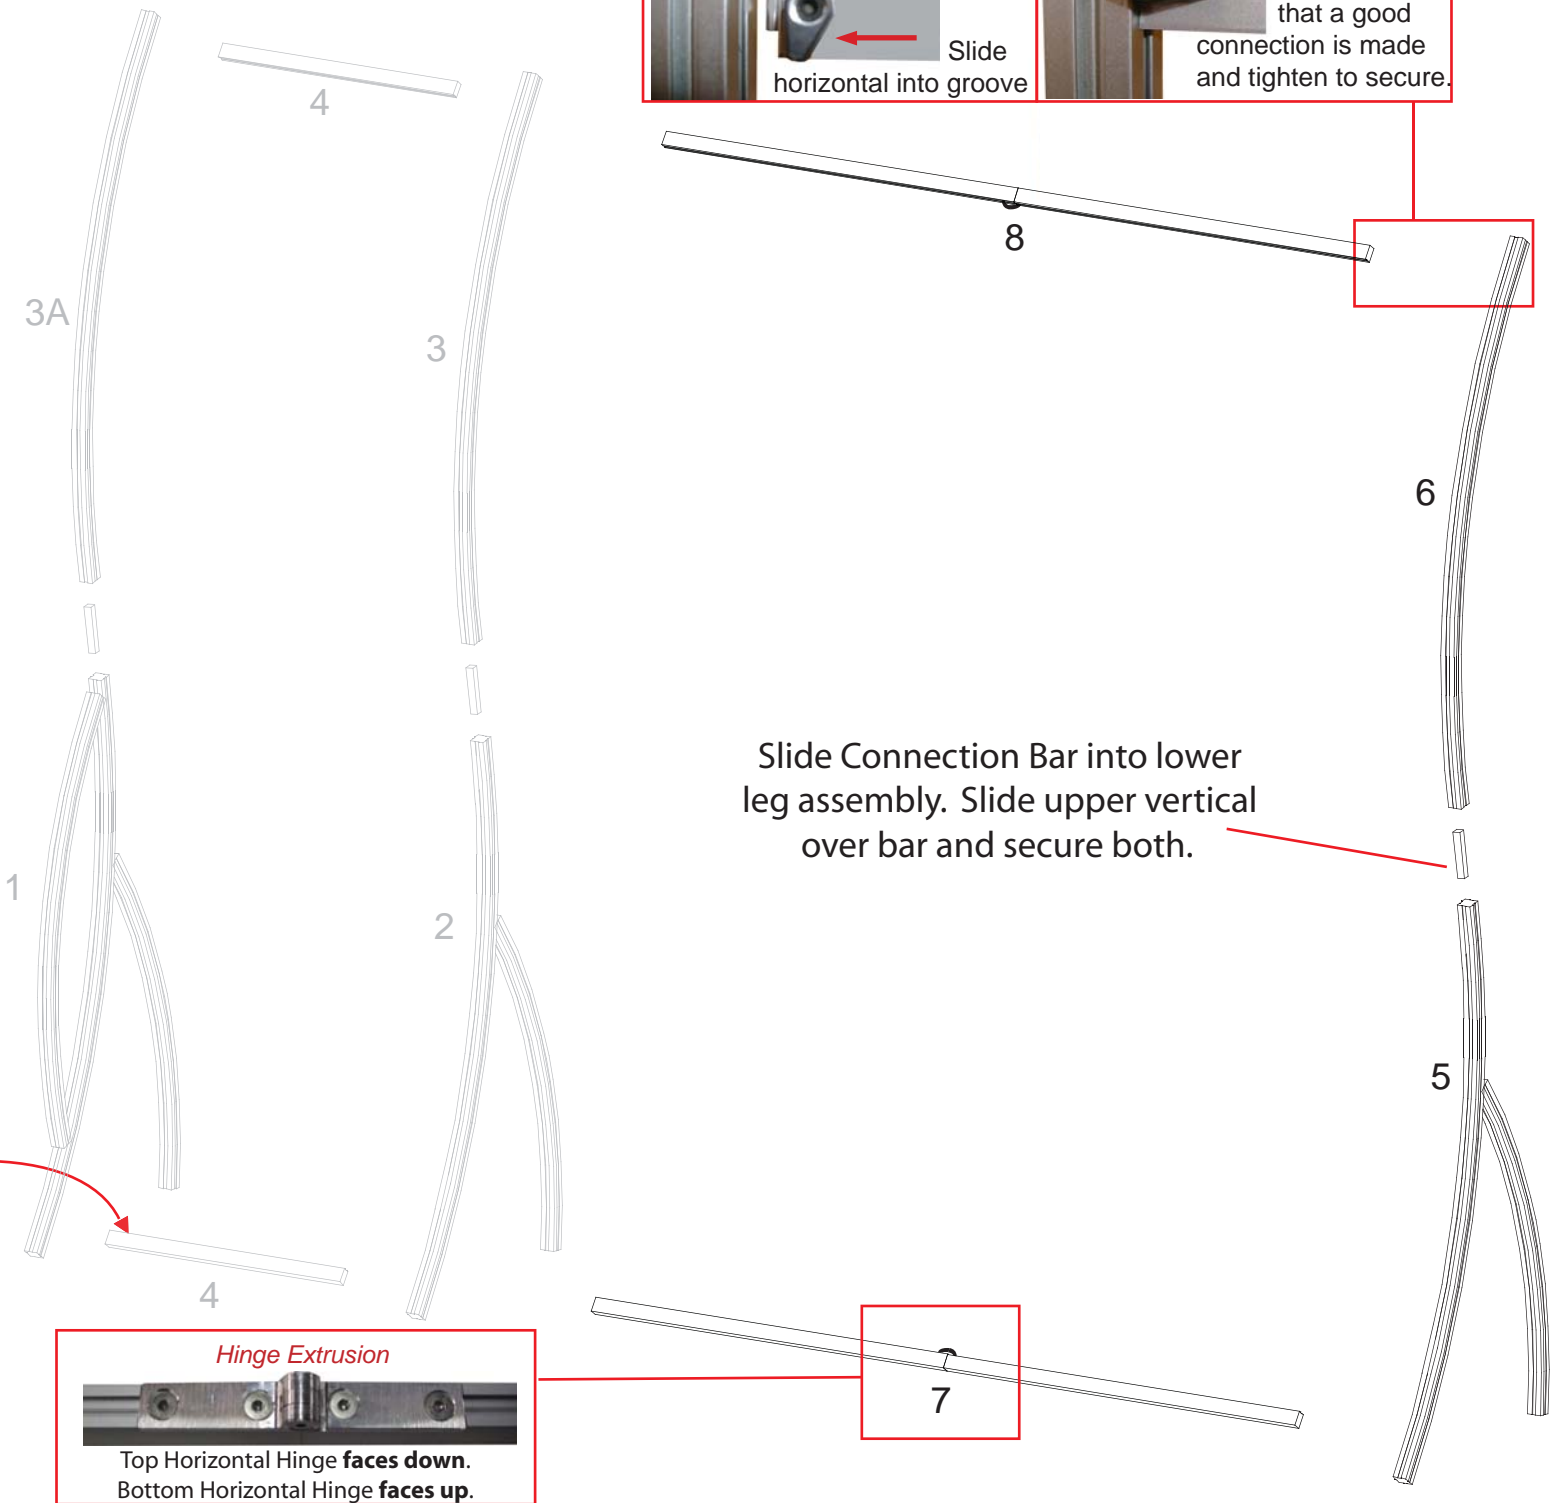 that a good
connection is made
and tighten to secure.
Slide
horizontal into groove
4
8
3A
3
6
Slide Connection Bar into lower
leg assembly.  Slide upper vertical
over bar and secure both.
1
2
5
4
Hinge Extrusion
7
Top Horizontal Hinge faces down.
Bottom Horizontal Hinge faces up.